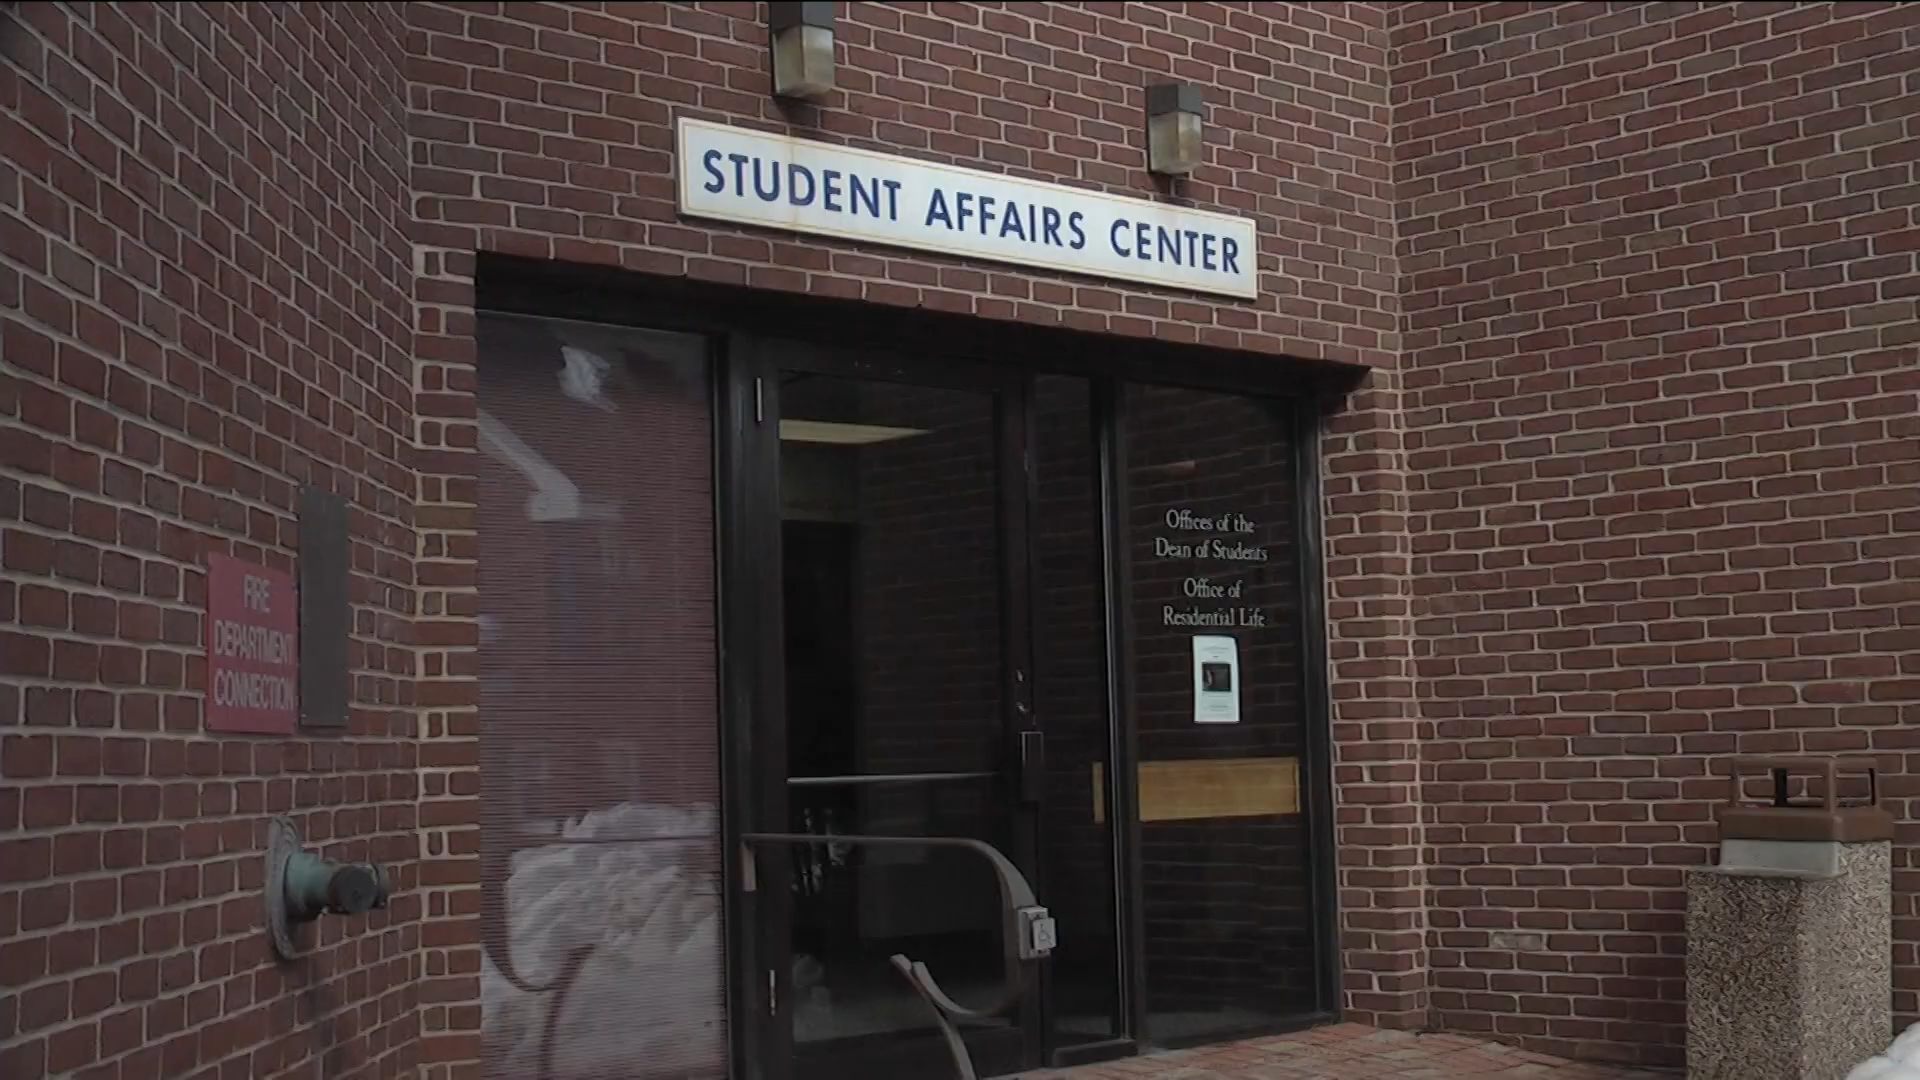 STUDENT AFFAIRS CENTER
Offices of the
Dean of Students
Office of
Residential Life
FIRE
DEPARTMENT
CONNECTION